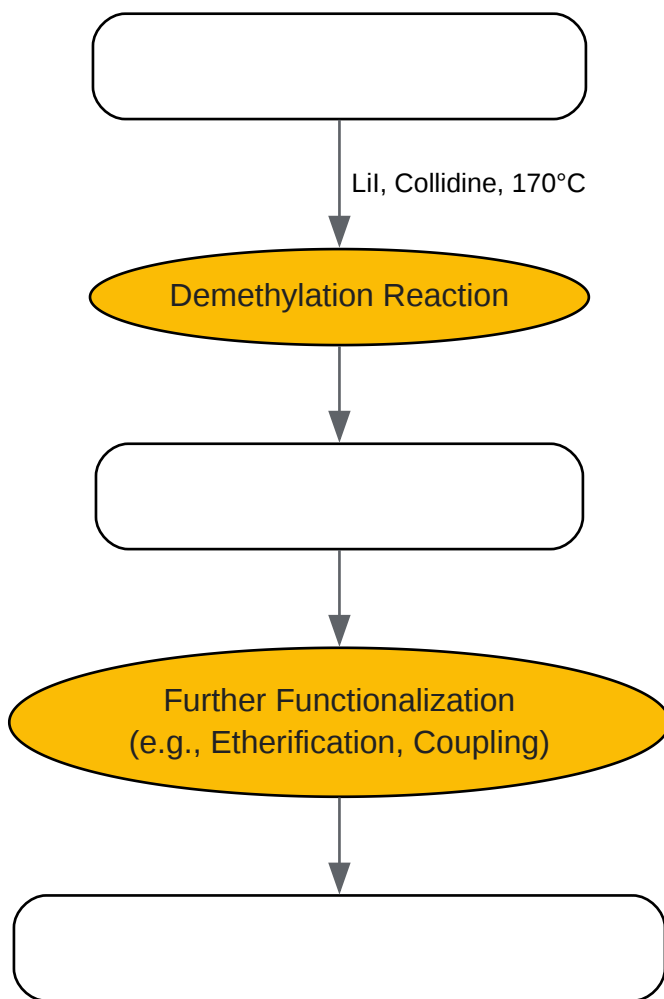 LiI, Collidine, 170°C
Demethylation Reaction
Further Functionalization
(e.g., Etherification, Coupling)